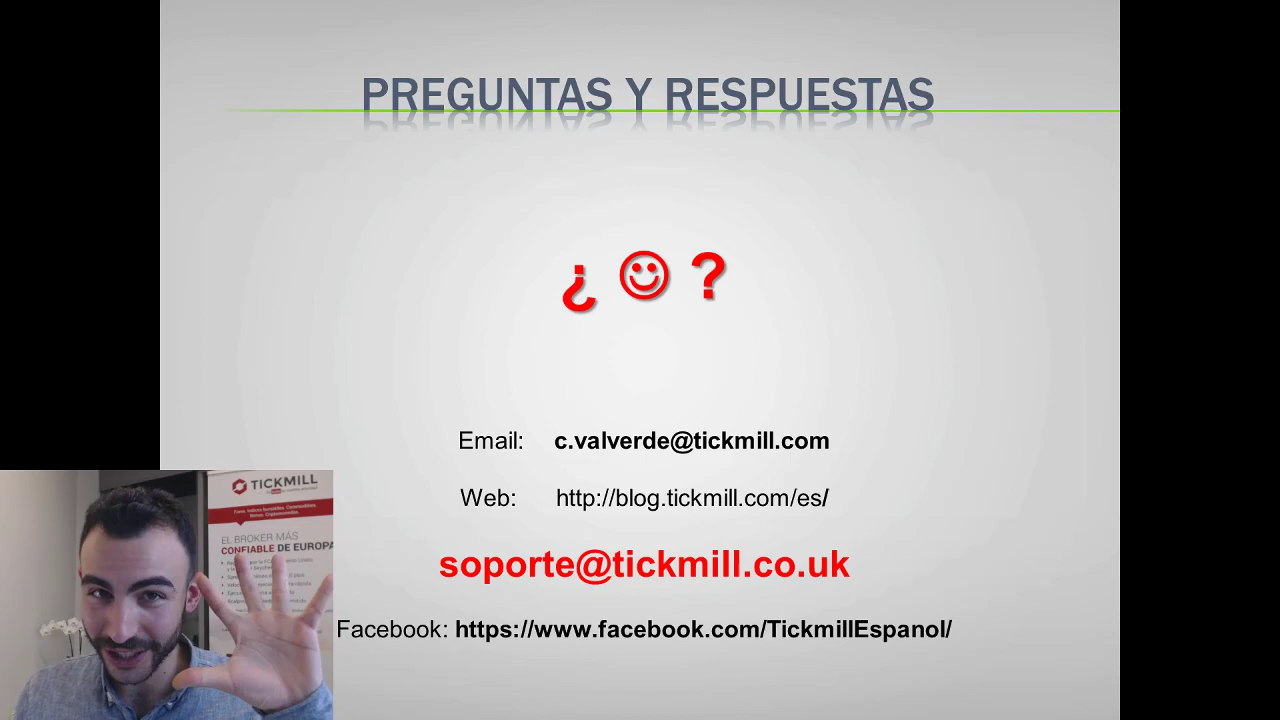 PREGUNTAS Y RESPUESTAS
¿ ☺ ?
Email: c.valverde@tickmill.com
Web: http://blog.tickmill.com/es/
soporte@tickmill.co.uk
Facebook: https://www.facebook.com/TickmillEspanol/
TICKMILL
EL BROKER MÁS
CONFIABLE DE EUROPA